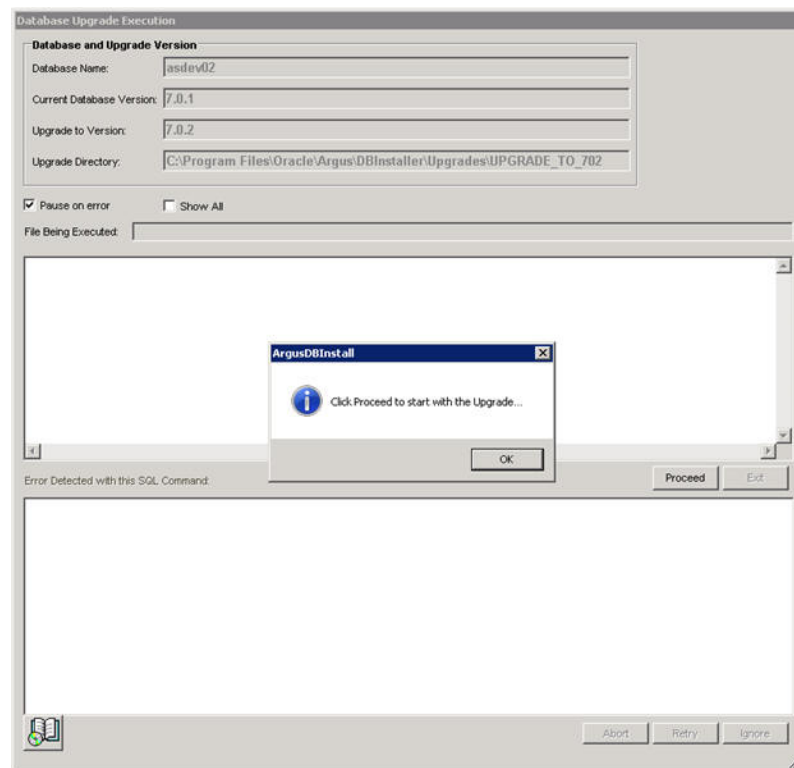 Database Upgrade Execution
Database and Upgrade Version
Database Name: asdev02
Current Database Version: 7.0.1
Upgrade to Version: 7.0.2
Upgrade Directory: C:\Program Files\Oracle\Argus\DBInstaller\Upgrades\UPGRADE_TO_702
Pause on error Show All
File Being Executed:
ArgusDBInstall
Click Proceed to start with the Upgrade...
OK
Error Detected with this SQL Command:
Proceed Exit
Abort Retry Ignore